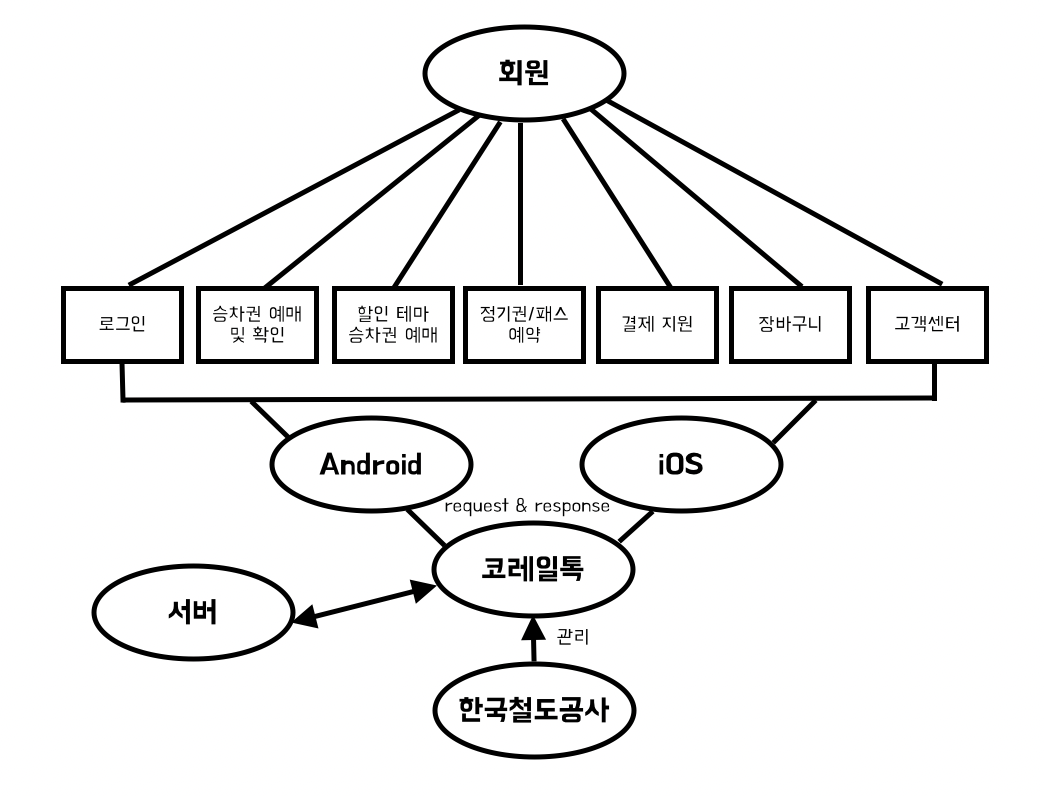 회원
로그인
승차권 예매
및 확인
할인 테마
승차권 예매
정기권/패스
예약
결제 지원
장바구니
고객센터
Android
iOS
request & response
코레일톡
서버
관리
한국철도공사